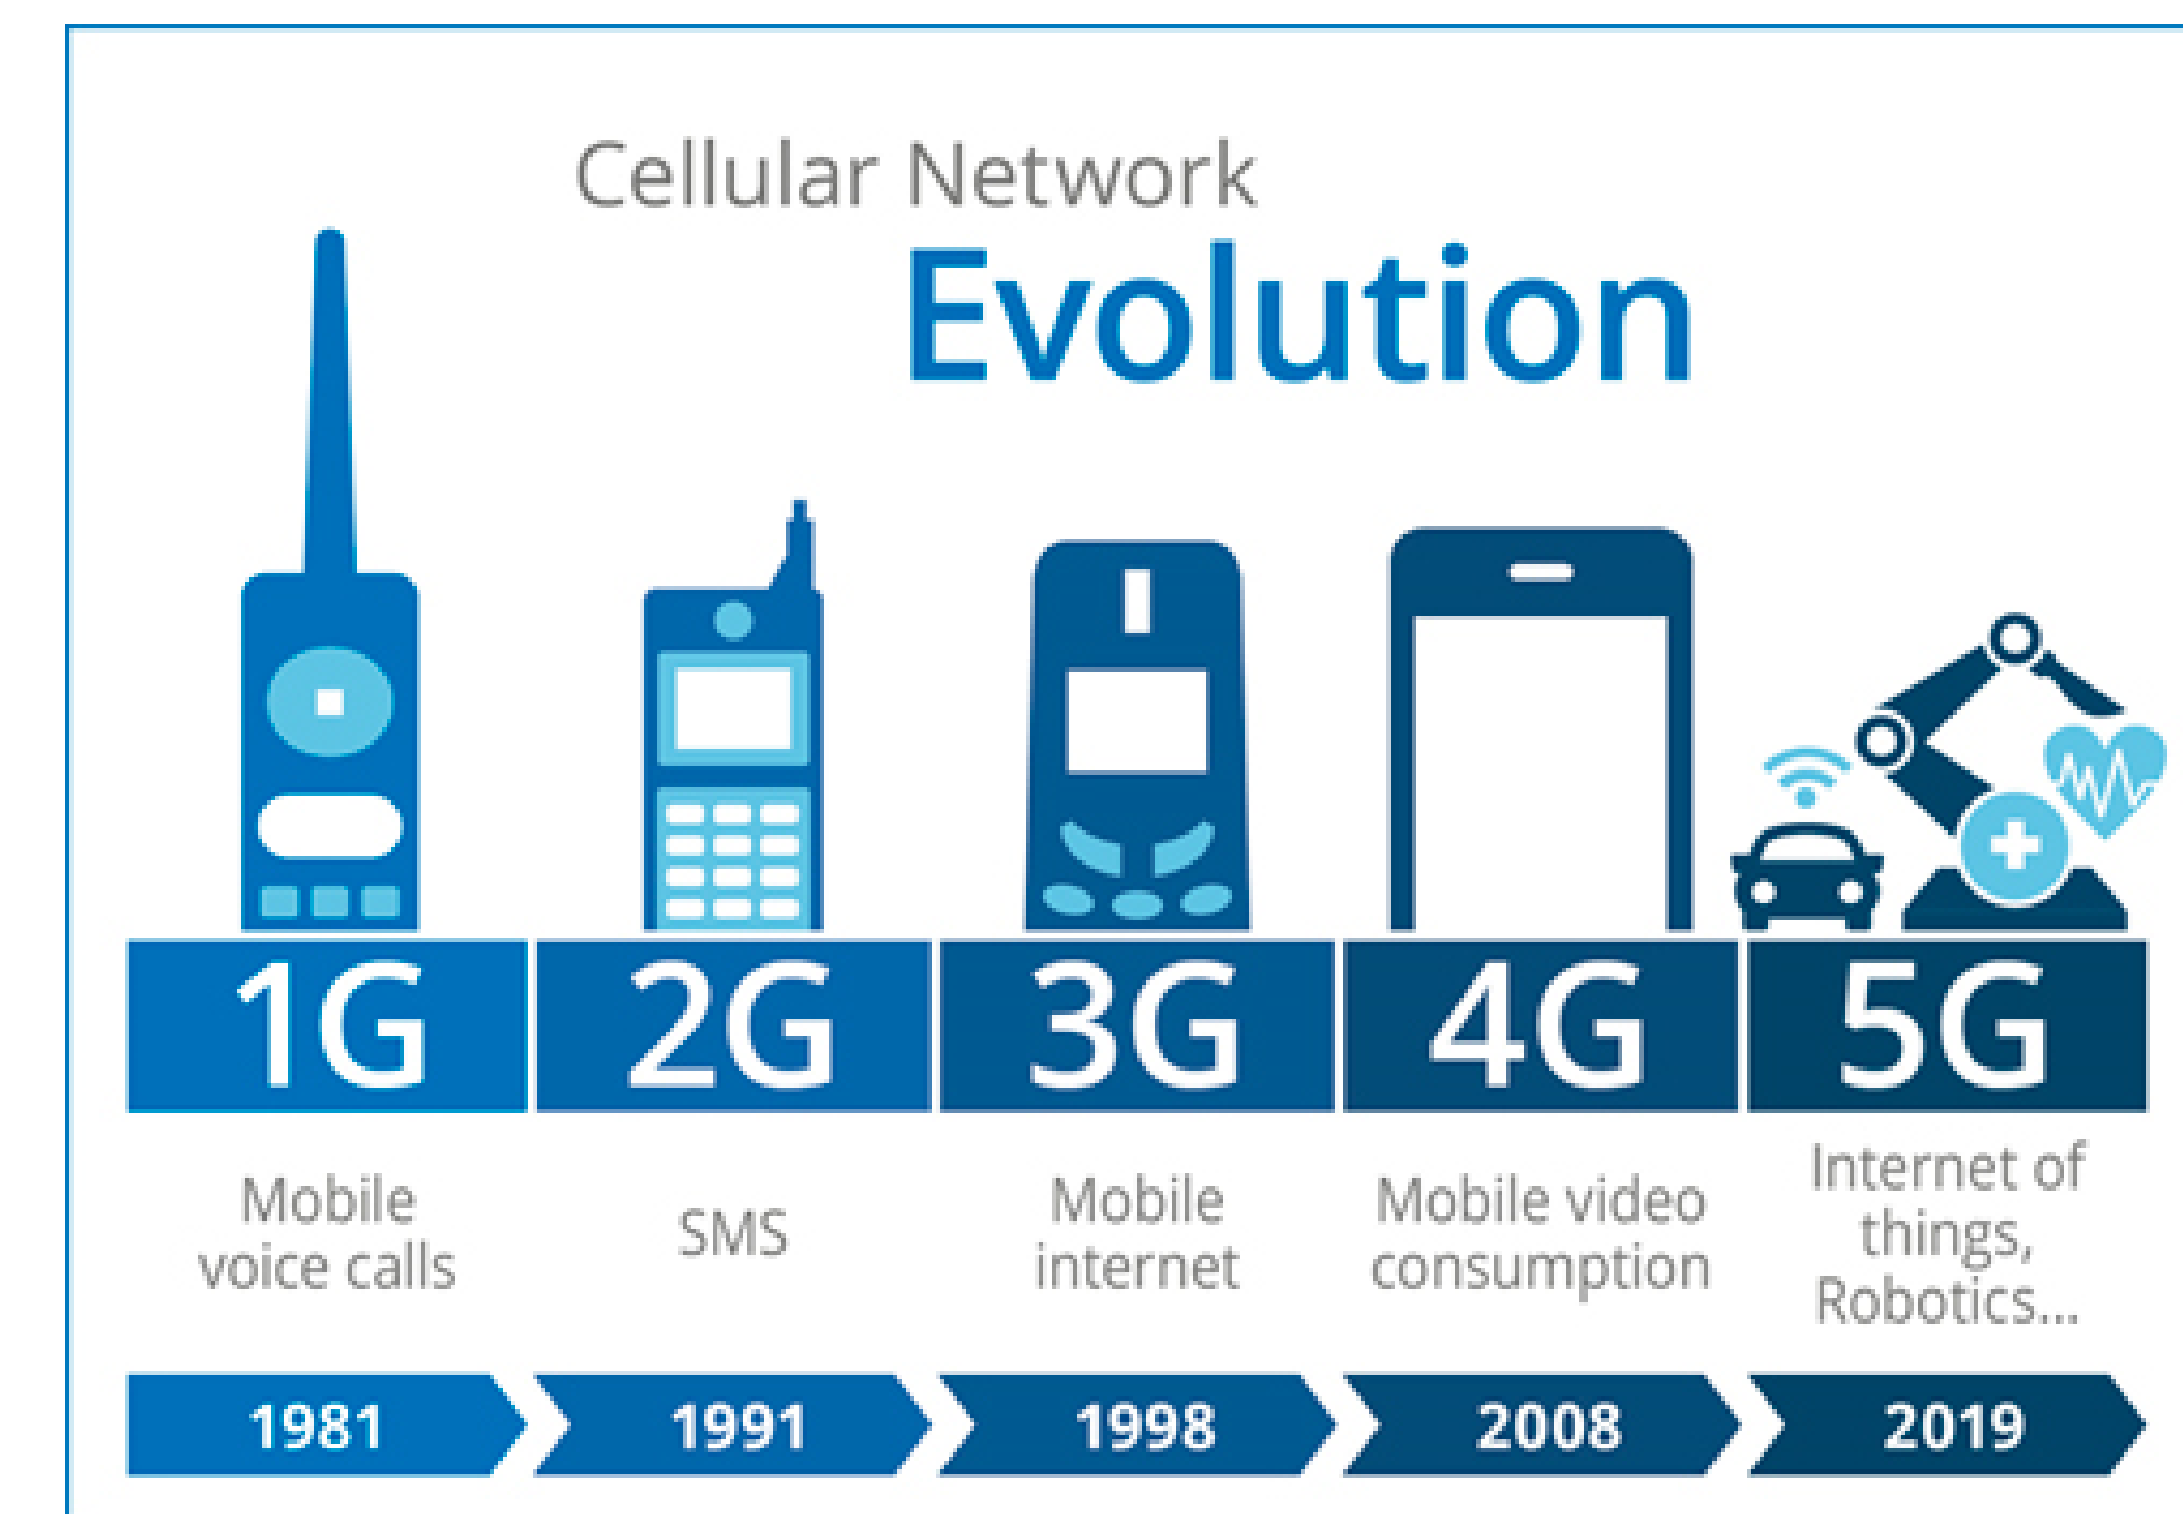 Cellular Network
Evolution
1G
2G
3G
4G
5G
Mobile
voice calls
SMS
Mobile
internet
Mobile video
consumption
Internet of
things,
Robotics...
1981
1991
1998
2008
2019